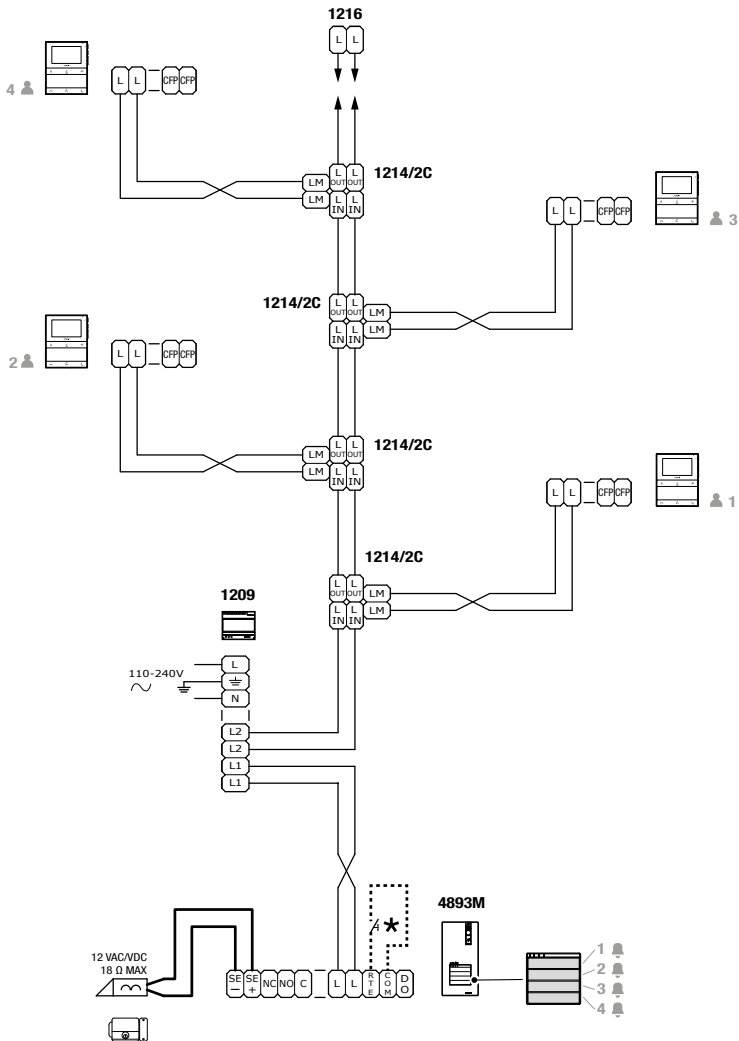 1216
L L
4
L L CFP CFP
LM L OUT L OUT
LM L IN L IN
1214/2C
L L CFP CFP
3
1214/2C
L OUT L OUT LM
L IN L IN LM
2
L L CFP CFP
LM L OUT L OUT
LM L IN L IN
1214/2C
L L CFP CFP
1
1214/2C
L OUT L OUT LM
L IN L IN LM
1209
110-240V
L
N
L2
L2
L1
L1
4893M
12 VAC/VDC
18 Ω MAX
SE − SE + NC NO C L L RTE COM DO
*
1
2
3
4